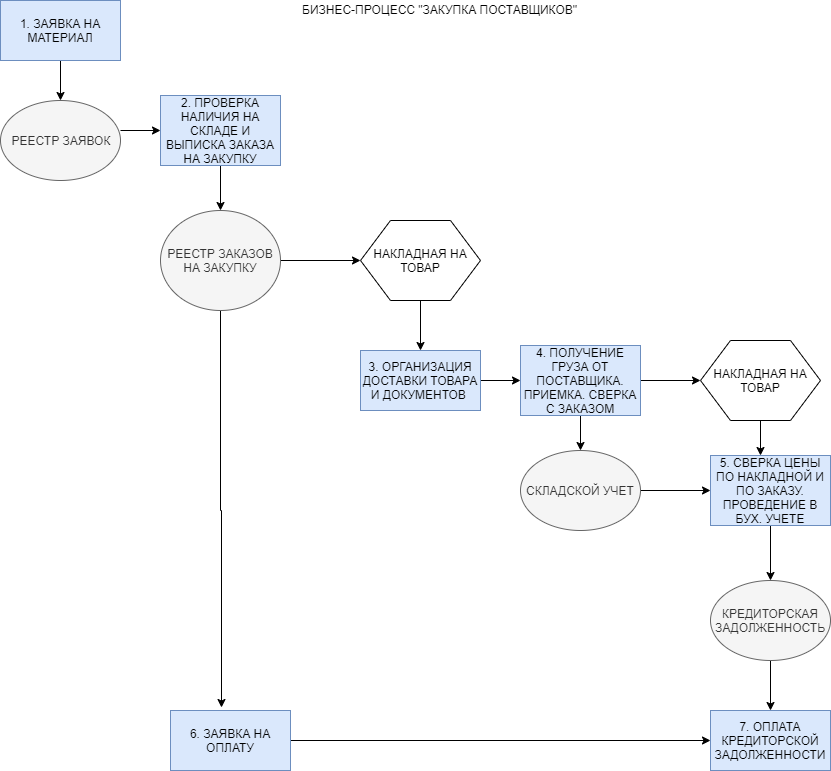 БИЗНЕС-ПРОЦЕСС "ЗАКУПКА ПОСТАВЩИКОВ"
1. ЗАЯВКА НА
МАТЕРИАЛ
РЕЕСТР ЗАЯВОК
2. ПРОВЕРКА
НАЛИЧИЯ НА
СКЛАДЕ И
ВЫПИСКА ЗАКАЗА
НА ЗАКУПКУ
РЕЕСТР ЗАКАЗОВ
НА ЗАКУПКУ
НАКЛАДНАЯ НА
ТОВАР
3. ОРГАНИЗАЦИЯ
ДОСТАВКИ ТОВАРА
И ДОКУМЕНТОВ
4. ПОЛУЧЕНИЕ
ГРУЗА ОТ
ПОСТАВЩИКА.
ПРИЕМКА. СВЕРКА
С ЗАКАЗОМ
НАКЛАДНАЯ НА
ТОВАР
СКЛАДСКОЙ УЧЕТ
5. СВЕРКА ЦЕНЫ
ПО НАКЛАДНОЙ И
ПО ЗАКАЗУ.
ПРОВЕДЕНИЕ В
БУХ. УЧЕТЕ
КРЕДИТОРСКАЯ
ЗАДОЛЖЕННОСТЬ
6. ЗАЯВКА НА
ОПЛАТУ
7. ОПЛАТА
КРЕДИТОРСКОЙ
ЗАДОЛЖЕННОСТИ